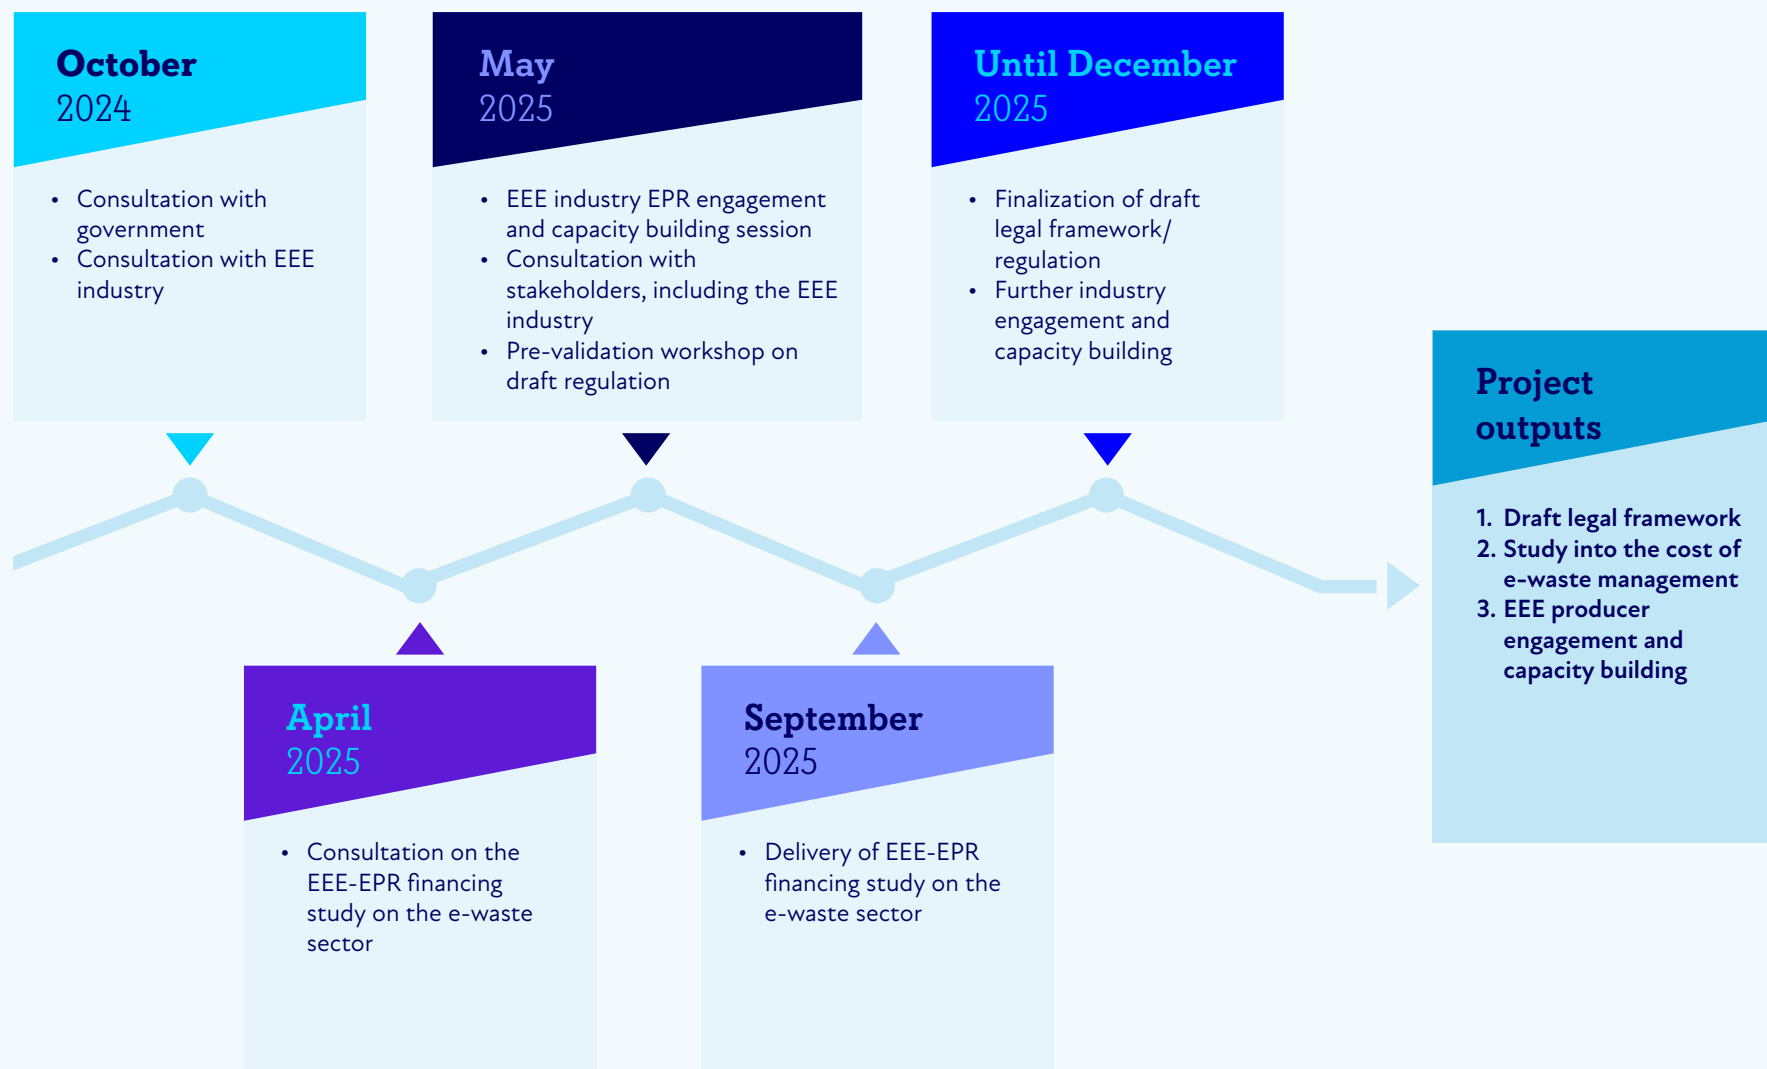 October
2024
• Consultation with
government
• Consultation with EEE
industry
May
2025
• EEE industry EPR engagement
and capacity building session
• Consultation with
stakeholders, including the EEE
industry
• Pre-validation workshop on
draft regulation
Until December
2025
• Finalization of draft
legal framework/
regulation
• Further industry
engagement and
capacity building
Project
outputs
1. Draft legal framework
2. Study into the cost of
e-waste management
3. EEE producer
engagement and
capacity building
April
2025
• Consultation on the
EEE-EPR financing
study on the e-waste
sector
September
2025
• Delivery of EEE-EPR
financing study on the
e-waste sector